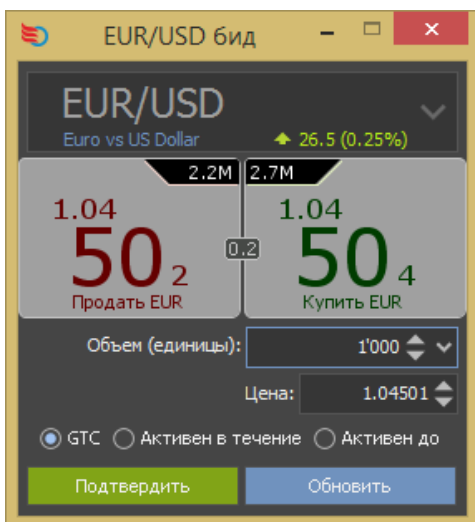 EUR/USD бид
EUR/USD
Euro vs US Dollar 26.5 (0.25%)
2.2M 2.7M
1.04 1.04
50 2 0.2 50 4
Продать EUR Купить EUR
Объем (единицы): 1'000
Цена: 1.04501
GTC Активен в течение Активен до
Подтвердить Обновить